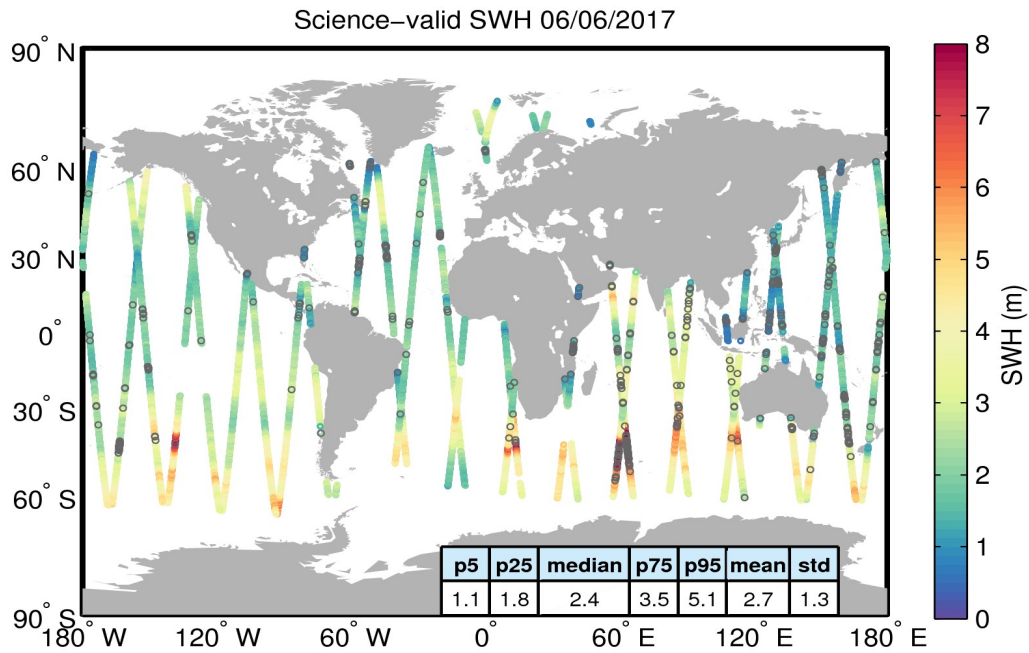 Science−valid SWH 06/06/2017
90° N
60° N
30° N
0°
30° S
60° S
90° S
180° W
120° W
60° W
0°
60° E
120° E
180° E
p5 p25 median p75 p95 mean std
1.1 1.8 2.4 3.5 5.1 2.7 1.3
8
7
6
5
4
3
2
1
0
SWH (m)